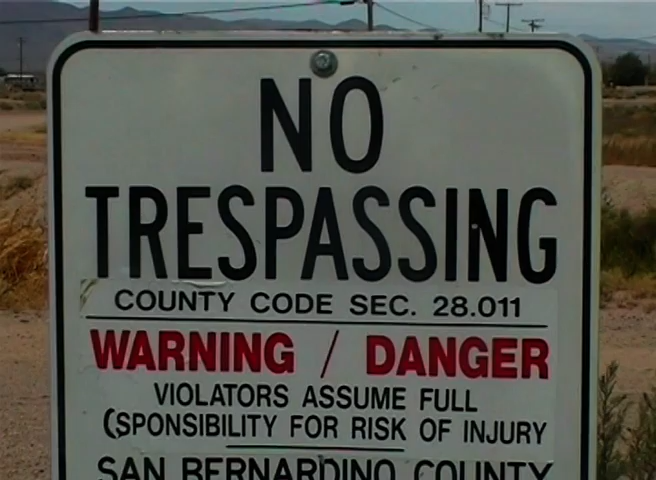 NO
TRESPASSING
COUNTY CODE SEC. 28.011
WARNING / DANGER
VIOLATORS ASSUME FULL
(SPONSIBILITY FOR RISK OF INJURY
SAN BERNARDINO COUNTY